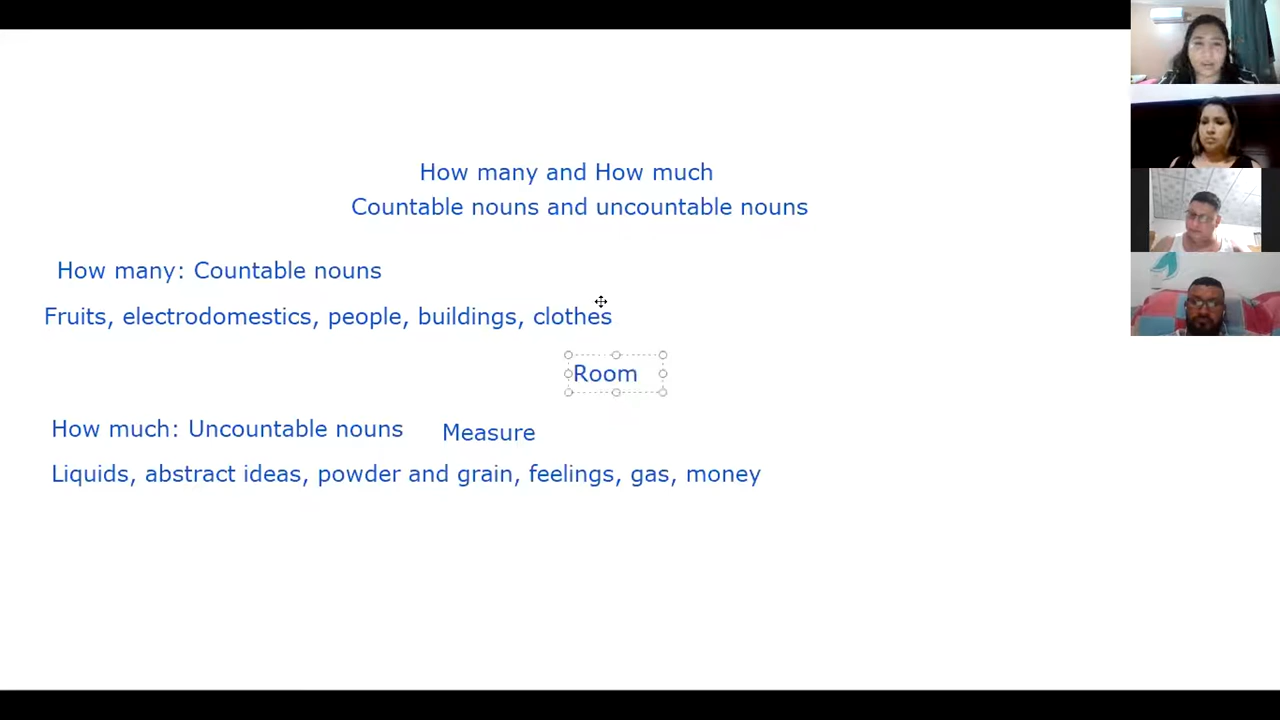 How many and How much
Countable nouns and uncountable nouns
How many: Countable nouns
Fruits, electrodomestics, people, buildings, clothes
Room
How much: Uncountable nouns
Measure
Liquids, abstract ideas, powder and grain, feelings, gas, money